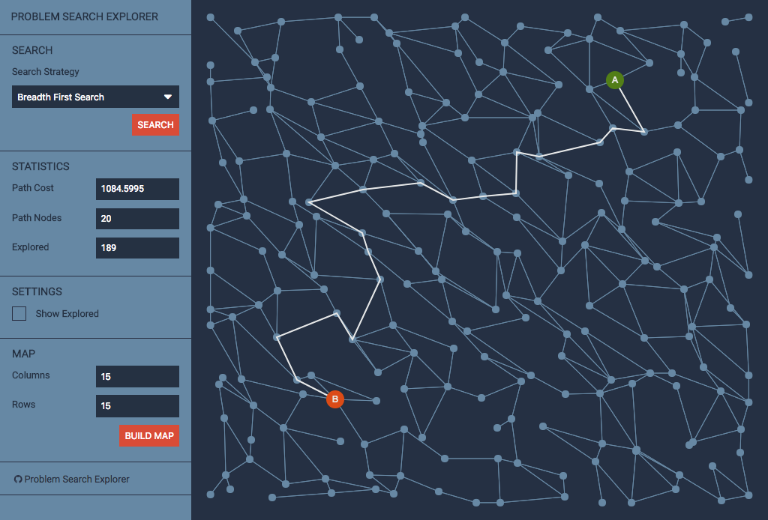 PROBLEM SEARCH EXPLORER
SEARCH
Search Strategy
Breadth First Search
SEARCH
STATISTICS
Path Cost 1084.5995
Path Nodes 20
Explored 189
SETTINGS
Show Explored
MAP
Columns 15
Rows 15
BUILD MAP
Problem Search Explorer
A
B